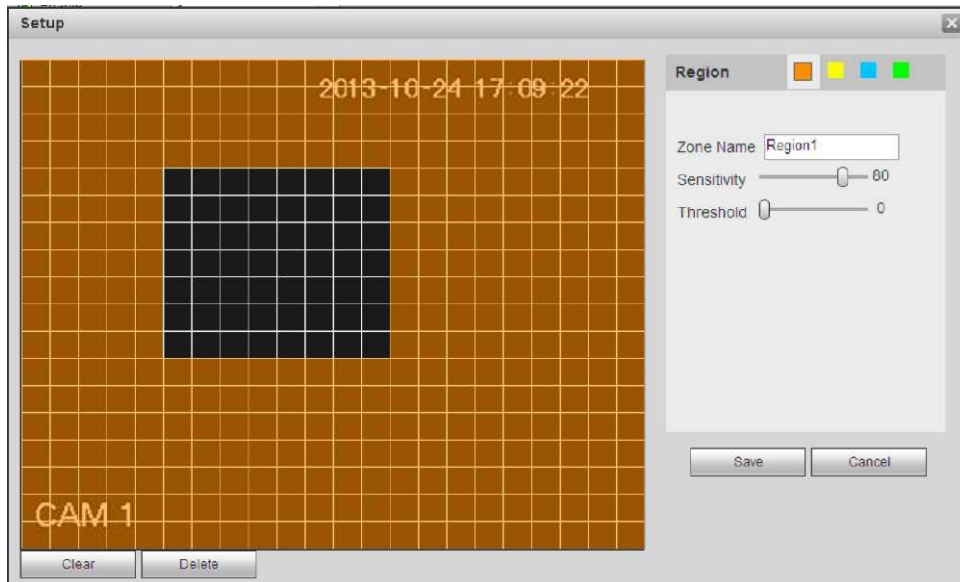 Setup
2013-10-24 17:09:22
CAM 1
Clear
Delete
Region
Zone Name Region1
Sensitivity 80
Threshold 0
Save
Cancel